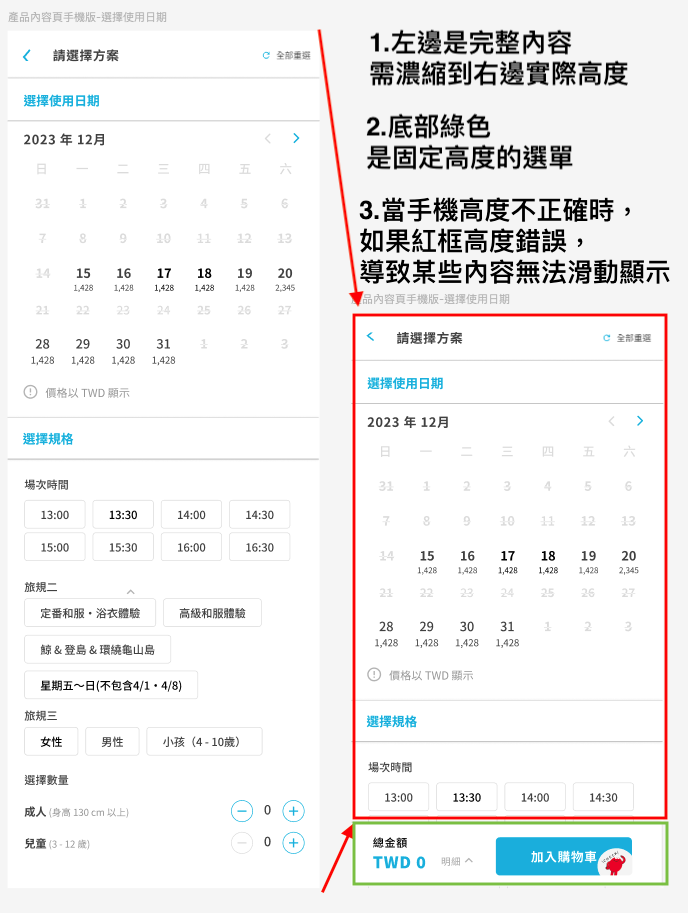 產品內容頁手機版-選擇使用日期
請選擇方案
全部重選
選擇使用日期
2023 年 12月
日 一 二 三 四 五 六
31 1 2 3 4 5 6
7 8 9 10 11 12 13
14 15 16 17 18 19 20
1,428 1,428 1,428 1,428 1,428 2,345
21 22 23 24 25 26 27
28 29 30 31 1 2 3
1,428 1,428 1,428 1,428
價格以 TWD 顯示
選擇規格
場次時間
13:00 13:30 14:00 14:30
15:00 15:30 16:00 16:30
旅規二
定番和服・浴衣體驗 高級和服體驗
鯨 & 登島 & 環繞龜山島
星期五～日(不包含4/1・4/8)
旅規三
女性 男性 小孩（4 - 10歲）
選擇數量
成人 (身高 130 cm 以上) 0
兒童 (3 - 12 歲) 0
1.左邊是完整內容
需濃縮到右邊實際高度
2.底部綠色
是固定高度的選單
3.當手機高度不正確時，
如果紅框高度錯誤，
導致某些內容無法滑動顯示
產品內容頁手機版-選擇使用日期
請選擇方案
全部重選
選擇使用日期
2023 年 12月
日 一 二 三 四 五 六
31 1 2 3 4 5 6
7 8 9 10 11 12 13
14 15 16 17 18 19 20
1,428 1,428 1,428 1,428 1,428 2,345
21 22 23 24 25 26 27
28 29 30 31 1 2 3
1,428 1,428 1,428 1,428
價格以 TWD 顯示
選擇規格
場次時間
13:00 13:30 14:00 14:30
總金額
TWD 0 明細
加入購物車